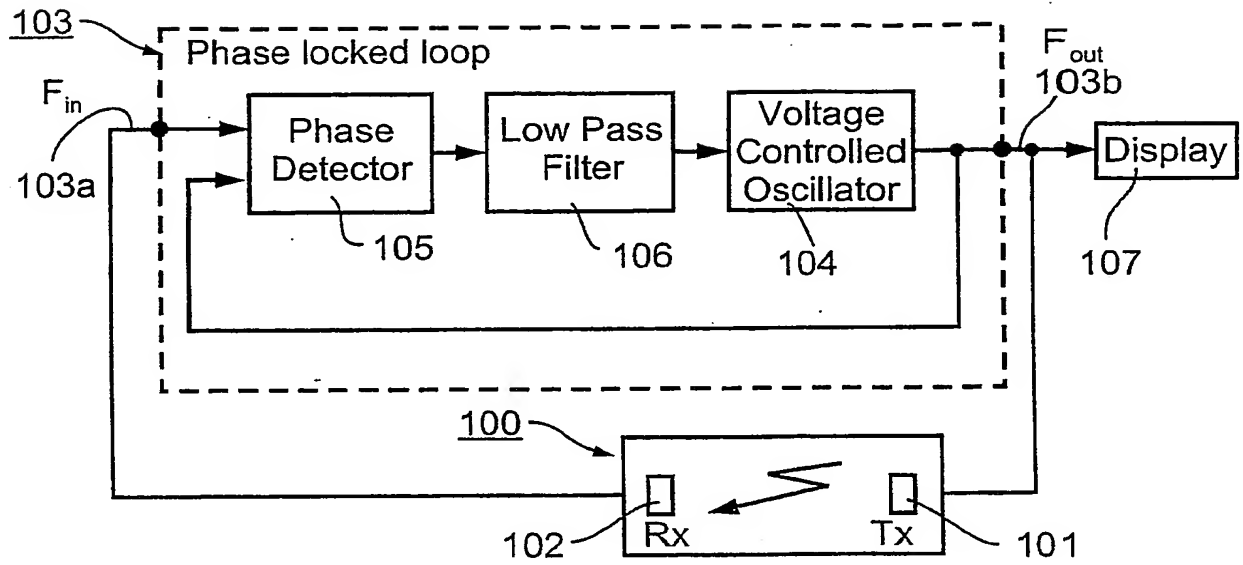 103
Phase locked loop
Fin
103a
Phase
Detector
105
Low Pass
Filter
106
Voltage
Controlled
Oscillator
104
Fout
103b
Display
107
100
102
Rx
Tx
101